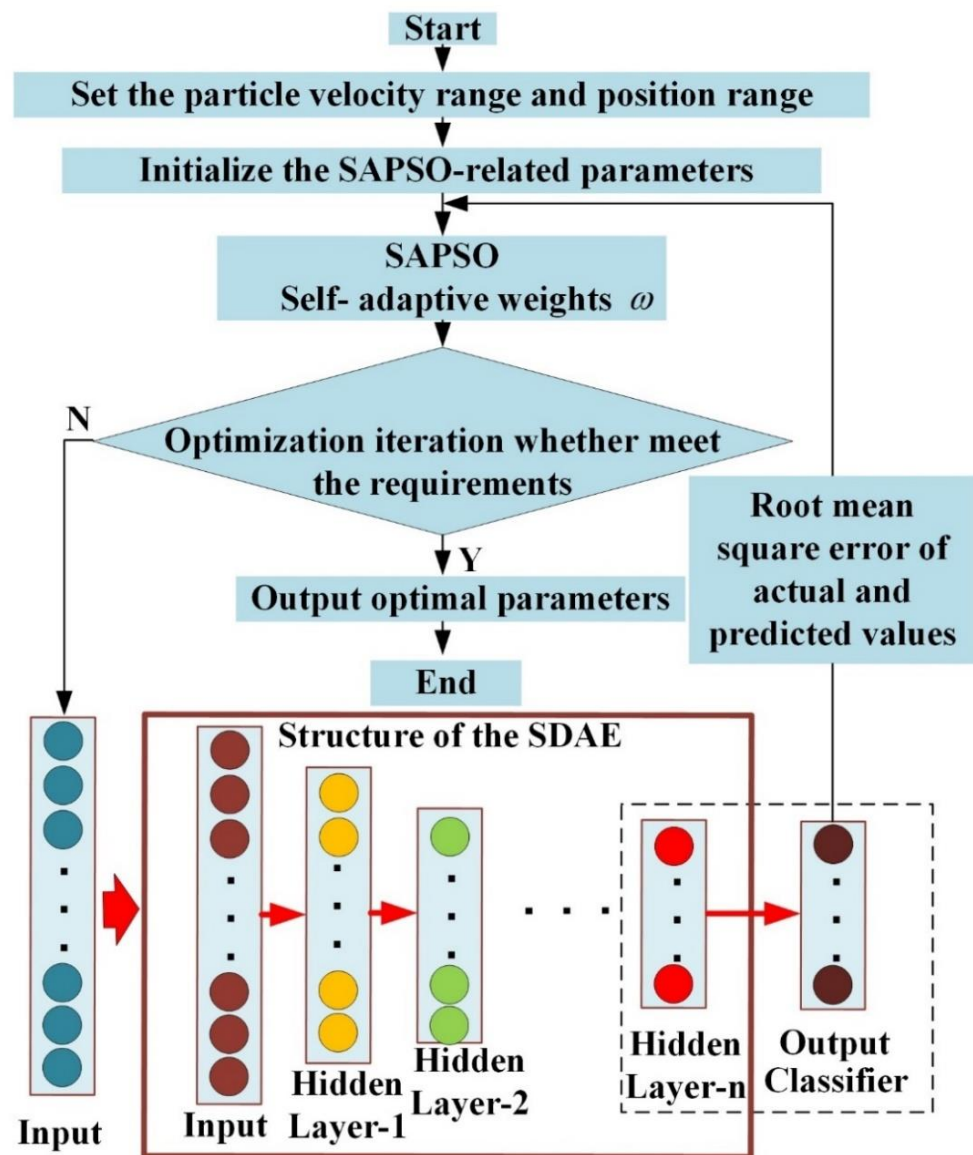 Start
Set the particle velocity range and position range
Initialize the SAPSO-related parameters
SAPSO
Self- adaptive weights ω
N
Optimization iteration whether meet
the requirements
Y
Output optimal parameters
End
Root mean
square error of
actual and
predicted values
Structure of the SDAE
Input
Input
Hidden
Layer-1
Hidden
Layer-2
Hidden
Layer-n
Output
Classifier